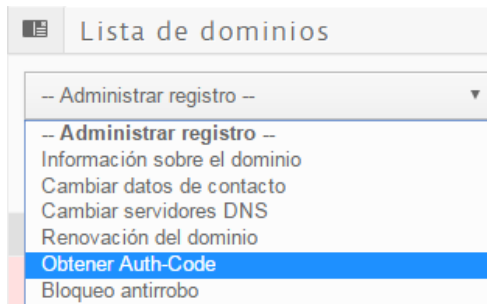 Lista de dominios
-- Administrar registro --
-- Administrar registro --
Información sobre el dominio
Cambiar datos de contacto
Cambiar servidores DNS
Renovación del dominio
Obtener Auth-Code
Bloqueo antirrobo